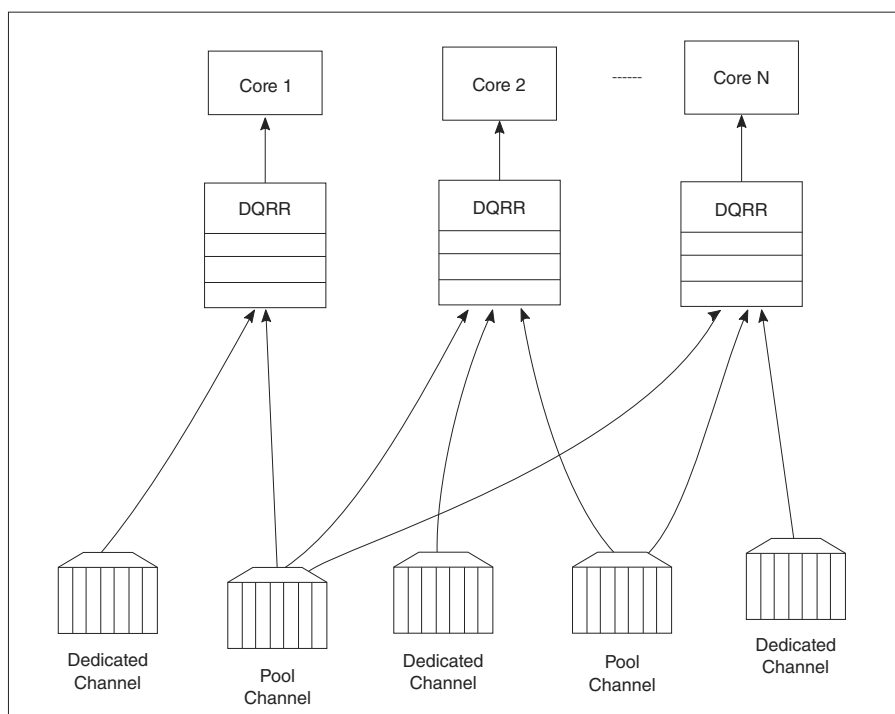 Core 1
Core 2
------
Core N
DQRR
DQRR
DQRR
Dedicated
Channel
Pool
Channel
Dedicated
Channel
Pool
Channel
Dedicated
Channel